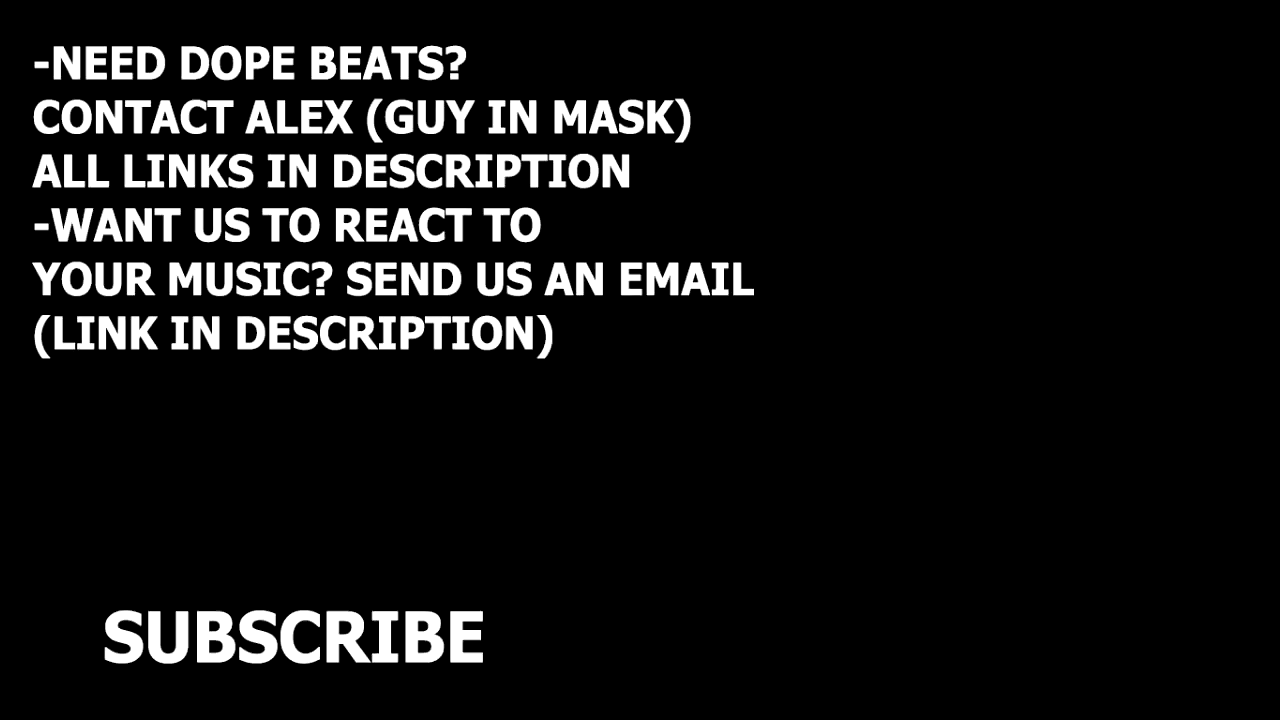 -NEED DOPE BEATS?
CONTACT ALEX (GUY IN MASK)
ALL LINKS IN DESCRIPTION
-WANT US TO REACT TO
YOUR MUSIC? SEND US AN EMAIL
(LINK IN DESCRIPTION)
SUBSCRIBE